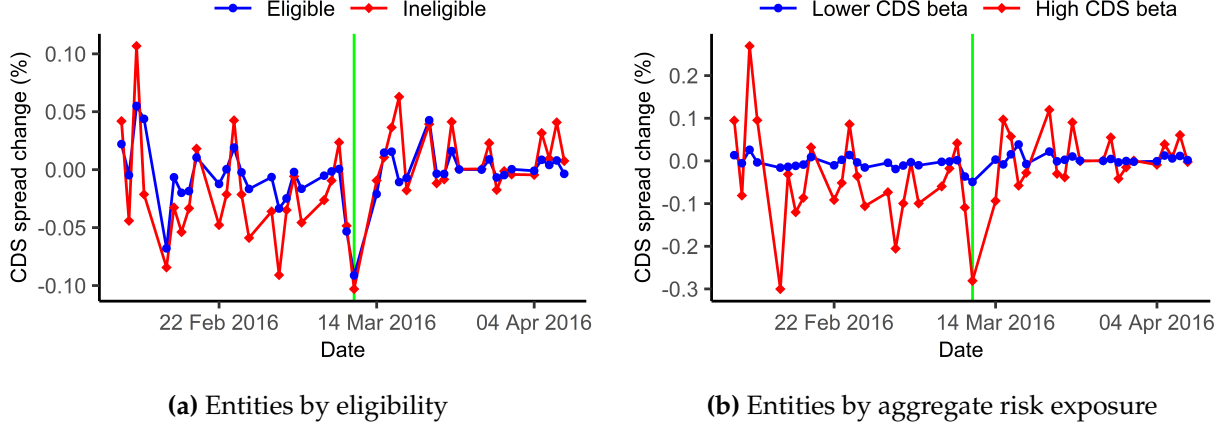 Eligible Ineligible
CDS spread change (%)
0.10
0.05
0.00
-0.05
-0.10
22 Feb 2016 14 Mar 2016 04 Apr 2016
Date
(a) Entities by eligibility
Lower CDS beta High CDS beta
CDS spread change (%)
0.2
0.1
0.0
-0.1
-0.2
-0.3
22 Feb 2016 14 Mar 2016 04 Apr 2016
Date
(b) Entities by aggregate risk exposure